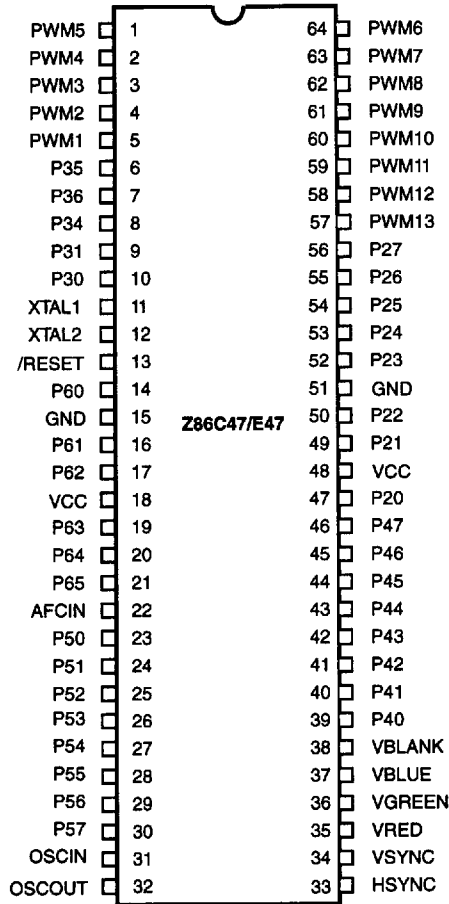 PWM5 1 64 PWM6
PWM4 2 63 PWM7
PWM3 3 62 PWM8
PWM2 4 61 PWM9
PWM1 5 60 PWM10
P35 6 59 PWM11
P36 7 58 PWM12
P34 8 57 PWM13
P31 9 56 P27
P30 10 55 P26
XTAL1 11 54 P25
XTAL2 12 53 P24
/RESET 13 52 P23
P60 14 51 GND
GND 15 Z86C47/E47 50 P22
P61 16 49 P21
P62 17 48 VCC
VCC 18 47 P20
P63 19 46 P47
P64 20 45 P46
P65 21 44 P45
AFCIN 22 43 P44
P50 23 42 P43
P51 24 41 P42
P52 25 40 P41
P53 26 39 P40
P54 27 38 VBLANK
P55 28 37 VBLUE
P56 29 36 VGREEN
P57 30 35 VRED
OSCIN 31 34 VSYNC
OSCOUT 32 33 HSYNC